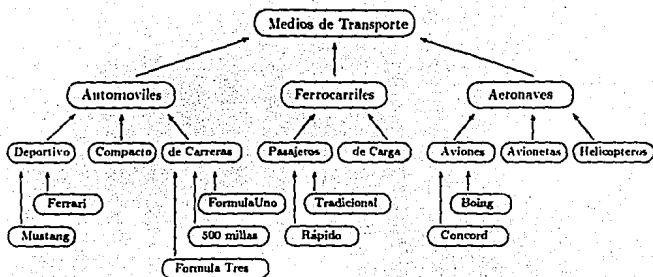 Medios de Transporte
Automoviles Ferrocarriles Aeronaves
Deportivo Compacto de Carreras Pasajeros de Carga Aviones Avionetas Helicopteros
Ferrari FormulaUno Tradicional Boing
Mustang 500 millas Rápido Concord
Formula Tres